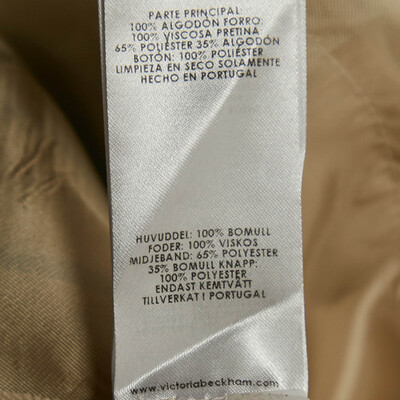 PARTE PRINCIPAL:
100% ALGODÓN FORRO:
100% VISCOSA PRETINA
65% POLIÉSTER 35% ALGODÓN
BOTÓN: 100% POLIÉSTER
LIMPIEZA EN SECO SOLAMENTE
HECHO EN PORTUGAL
HUVUDDEL: 100% BOMULL
FODER: 100% VISKOS
MIDJEBAND: 65% POLYESTER
35% BOMULL KNAPP:
100% POLYESTER
ENDAST KEMTVÄTT
TILLVERKAT I PORTUGAL
www.victoriabeckham.com